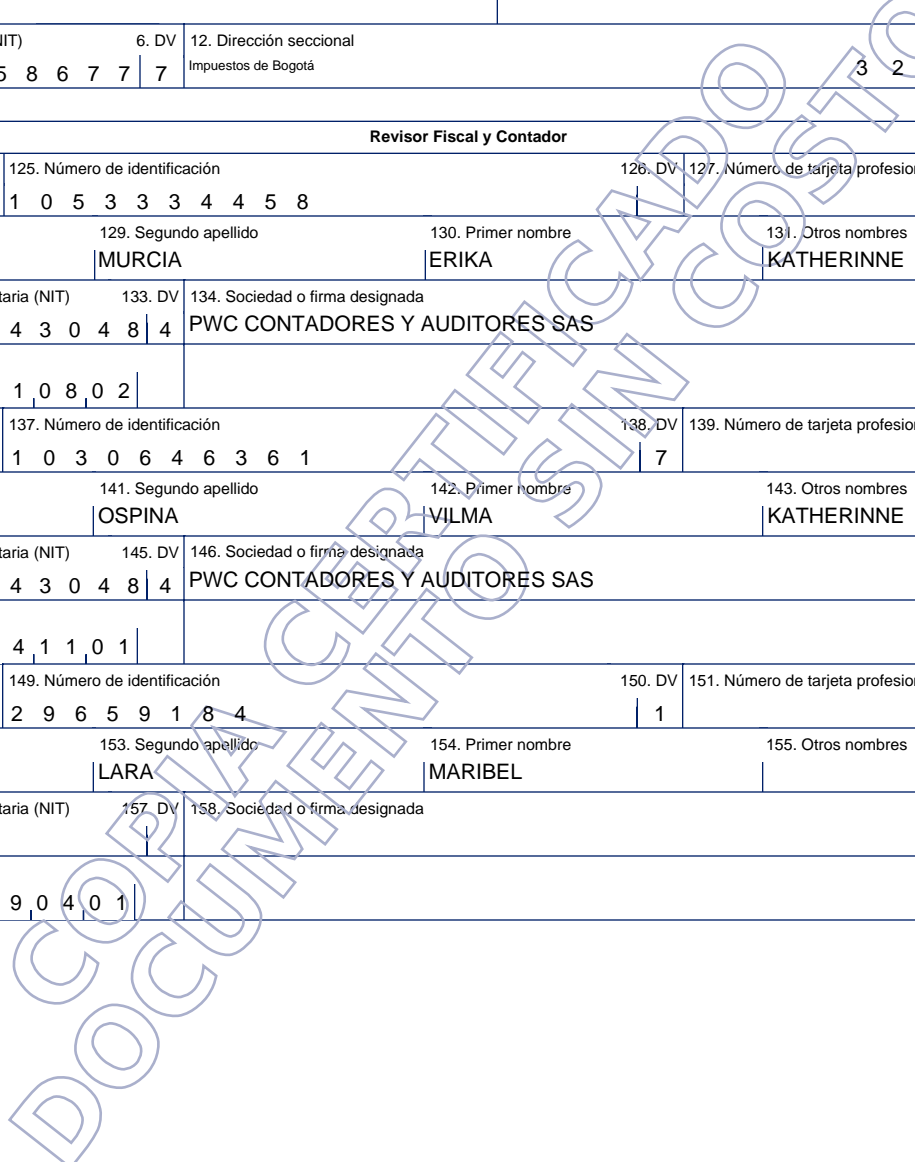 NIT) 6. DV 12. Dirección seccional
5 8 6 7 7 7 Impuestos de Bogotá 3 2
Revisor Fiscal y Contador
125. Número de identificación 126. DV 127. Número de tarjeta profesion
1 0 5 3 3 3 4 4 5 8
129. Segundo apellido 130. Primer nombre 131. Otros nombres
MURCIA ERIKA KATHERINNE
taria (NIT) 133. DV 134. Sociedad o firma designada
4 3 0 4 8 4 PWC CONTADORES Y AUDITORES SAS
1 0 8 0 2
137. Número de identificación 138. DV 139. Número de tarjeta profesion
1 0 3 0 6 4 6 3 6 1 7
141. Segundo apellido 142. Primer nombre 143. Otros nombres
OSPINA VILMA KATHERINNE
taria (NIT) 145. DV 146. Sociedad o firma designada
4 3 0 4 8 4 PWC CONTADORES Y AUDITORES SAS
4 1 1 0 1
149. Número de identificación 150. DV 151. Número de tarjeta profesion
2 9 6 5 9 1 8 4 1
153. Segundo apellido 154. Primer nombre 155. Otros nombres
LARA MARIBEL
taria (NIT) 157. DV 158. Sociedad o firma designada
9 0 4 0 1
COPIA CERTIFICADO
DOCUMENTO SIN COSTO